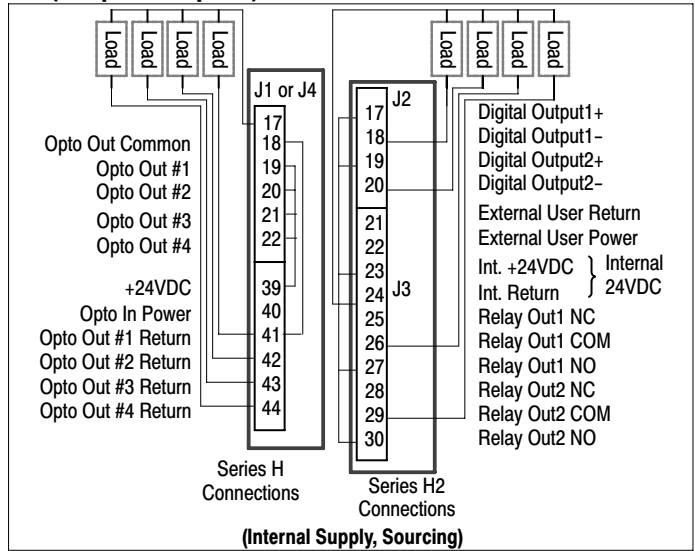 Load Load Load Load
Load Load Load Load
J1 or J4
17
18
19
20
21
22
39
40
41
42
43
44
Opto Out Common
Opto Out #1
Opto Out #2
Opto Out #3
Opto Out #4
+24VDC
Opto In Power
Opto Out #1 Return
Opto Out #2 Return
Opto Out #3 Return
Opto Out #4 Return
Series H
Connections
J2
17
18
19
20
21
22
23
24
J3
25
26
27
28
29
30
Digital Output1+
Digital Output1−
Digital Output2+
Digital Output2−
External User Return
External User Power
Int. +24VDC } Internal
Int. Return 24VDC
Relay Out1 NC
Relay Out1 COM
Relay Out1 NO
Relay Out2 NC
Relay Out2 COM
Relay Out2 NO
Series H2
Connections
(Internal Supply, Sourcing)